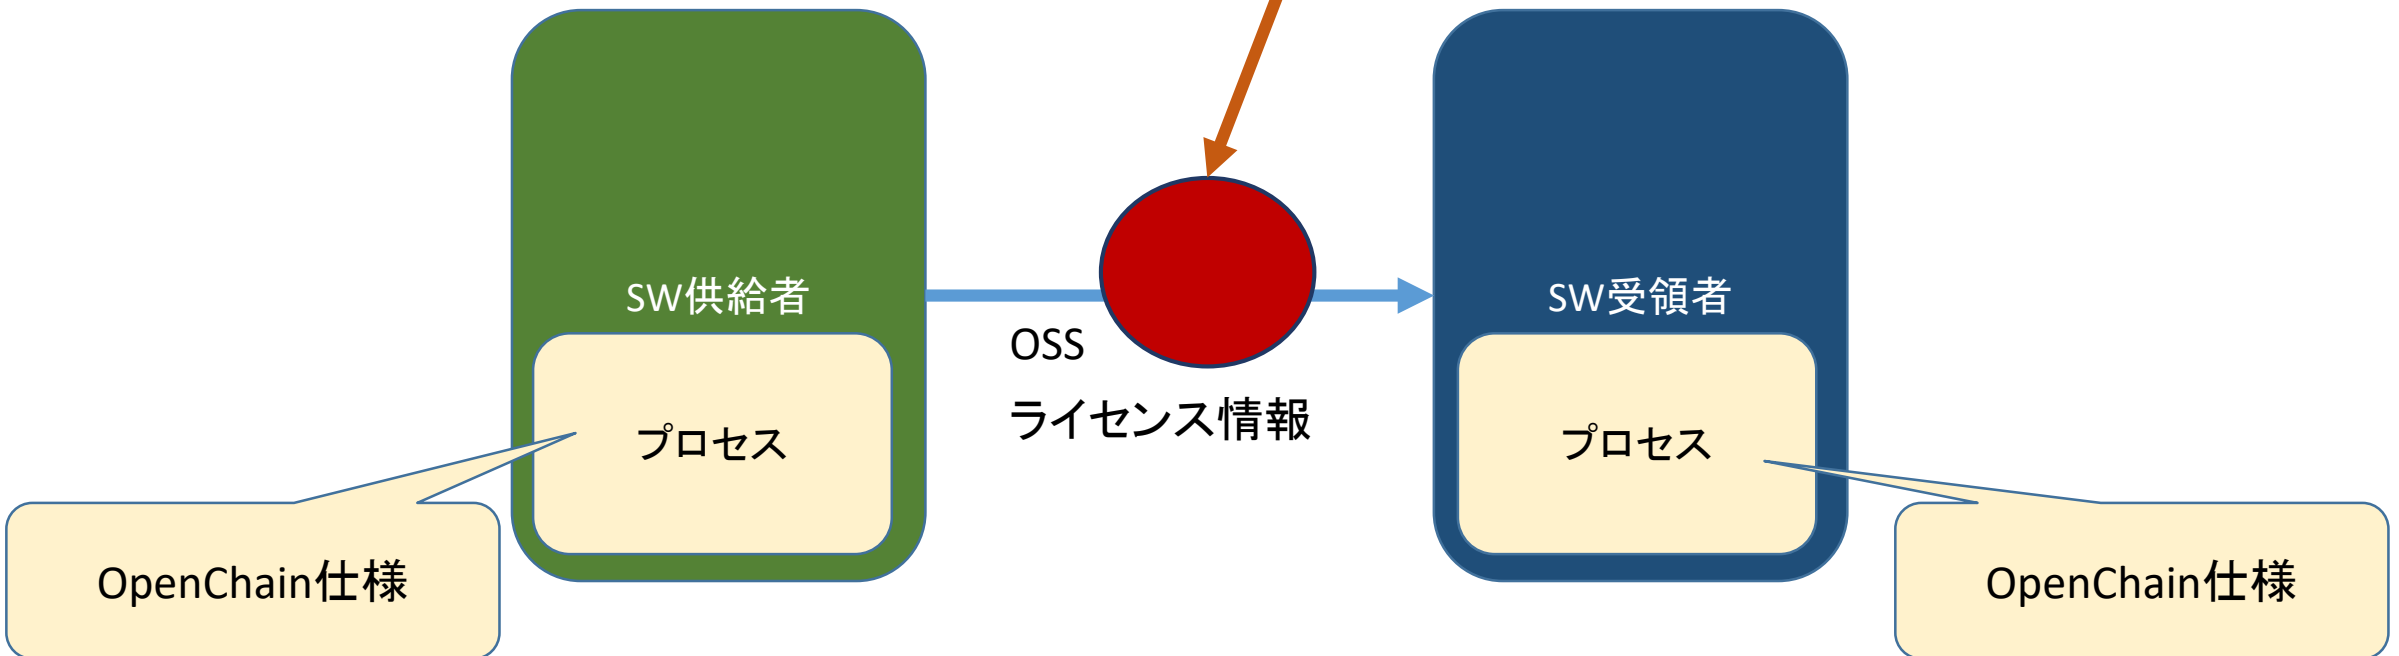 SW供給者
プロセス
OpenChain仕様
OSS
ライセンス情報
SW受領者
プロセス
OpenChain仕様